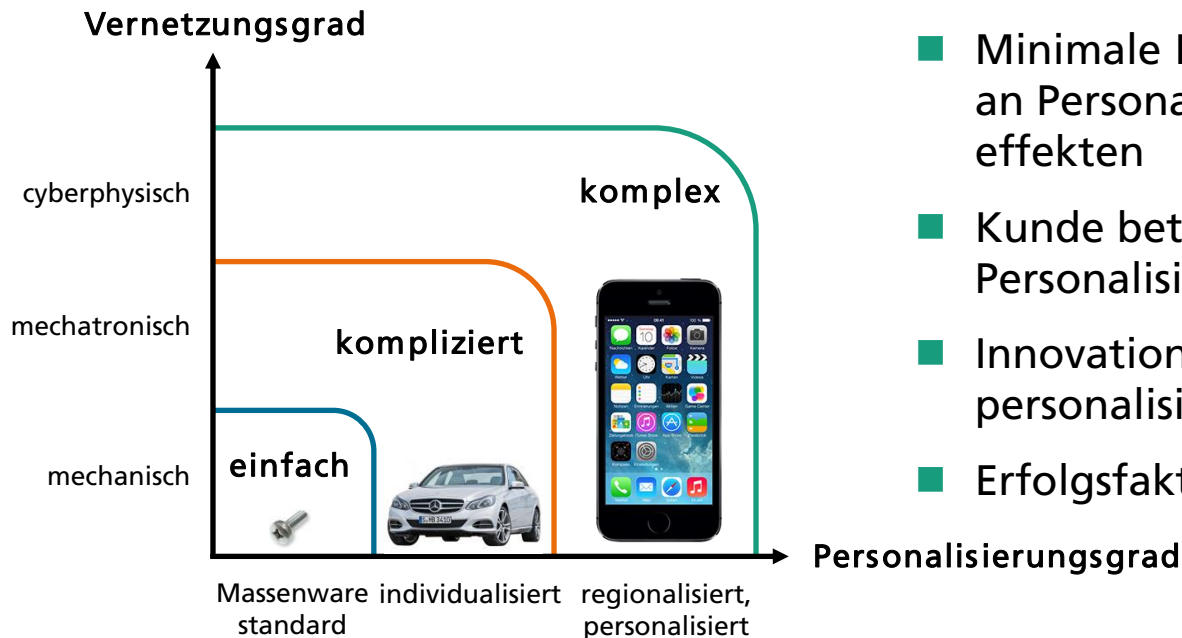 Vernetzungsgrad
cyberphysisch
mechatronisch
mechanisch
komplex
kompliziert
einfach
Massenware
standard
individualisiert
regionalisiert,
personalisiert
Personalisierungsgrad
Minimale
an Persona
effekten
Kunde bet
Personalisi
Innovation
personalisi
Erfolgsfakt